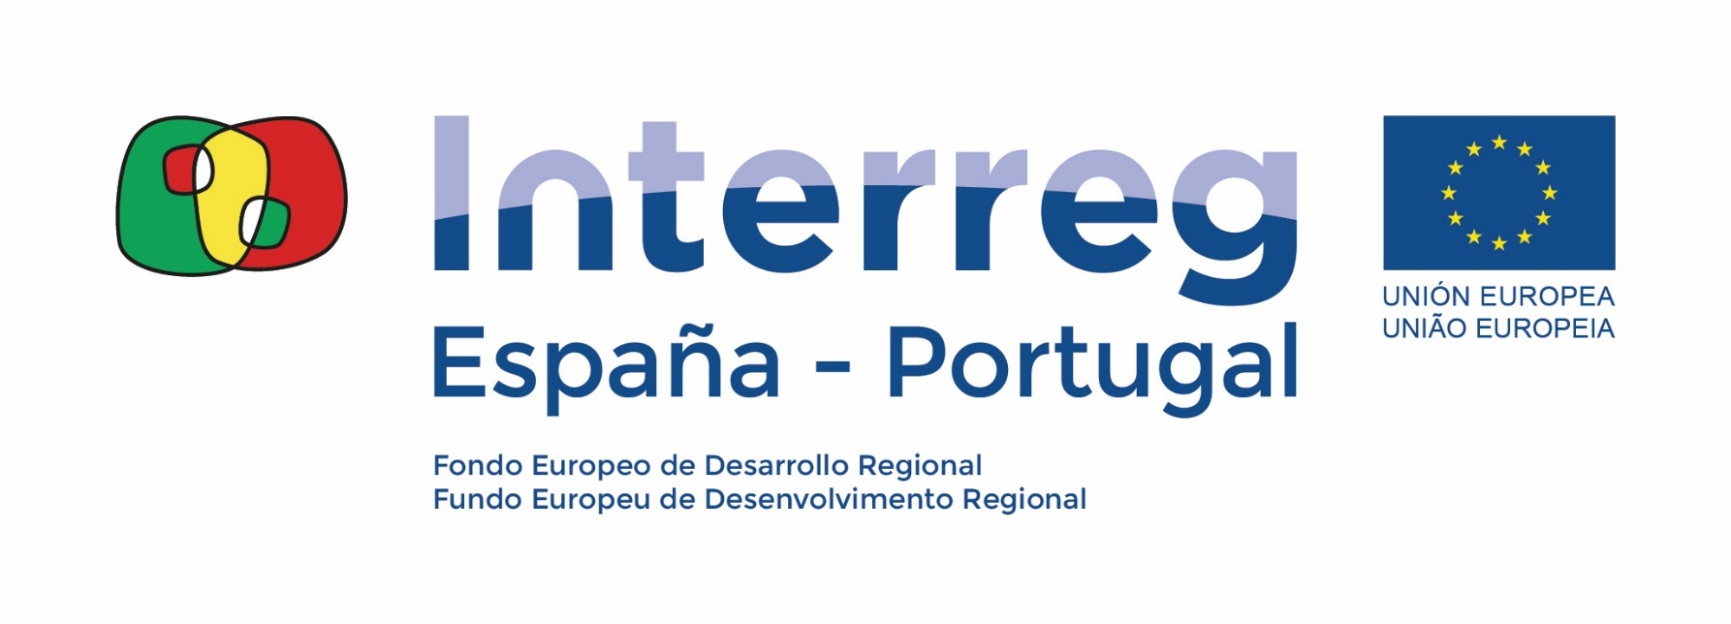 Interreg
España - Portugal
Fondo Europeo de Desarrollo Regional
Fundo Europeu de Desenvolvimento Regional
UNIÓN EUROPEA
UNIÃO EUROPEIA